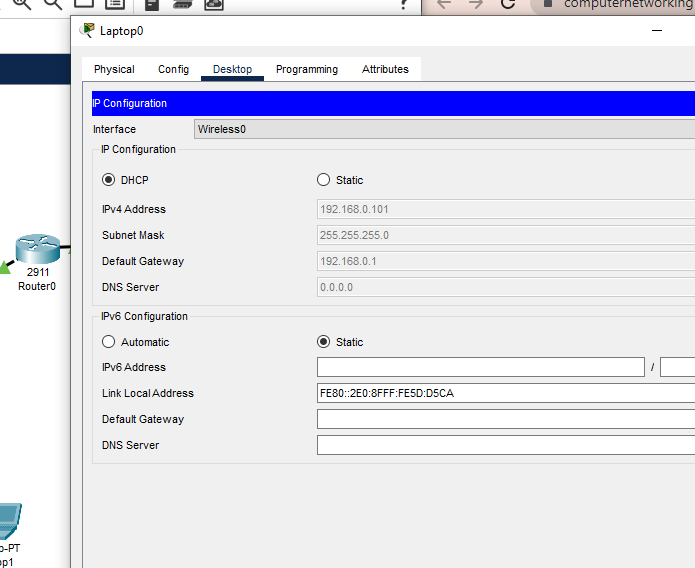 ?
computernetworking.
Laptop0
Physical Config Desktop Programming Attributes
IP Configuration
Interface Wireless0
IP Configuration
DHCP Static
IPv4 Address 192.168.0.101
Subnet Mask 255.255.255.0
Default Gateway 192.168.0.1
DNS Server 0.0.0.0
IPv6 Configuration
Automatic Static
IPv6 Address /
Link Local Address FE80::2E0:8FFF:FE5D:D5CA
Default Gateway
DNS Server
2911
Router0
-PT